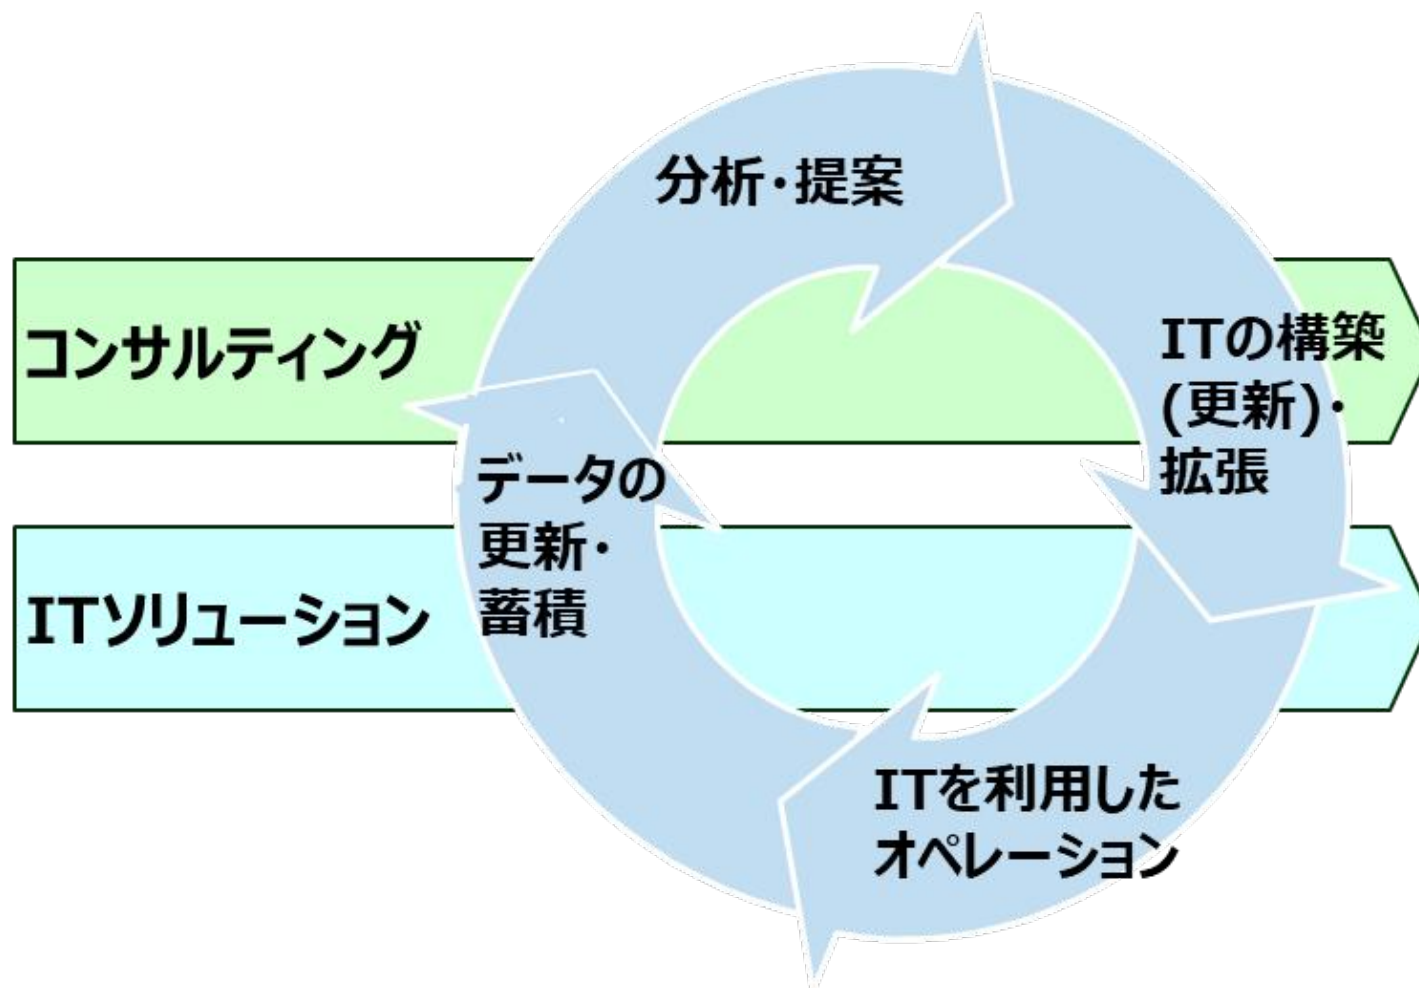 分析・提案
コンサルティング
ITの構築
(更新)・
拡張
データの
更新・
蓄積
ITソリューション
ITを利用した
オペレーション